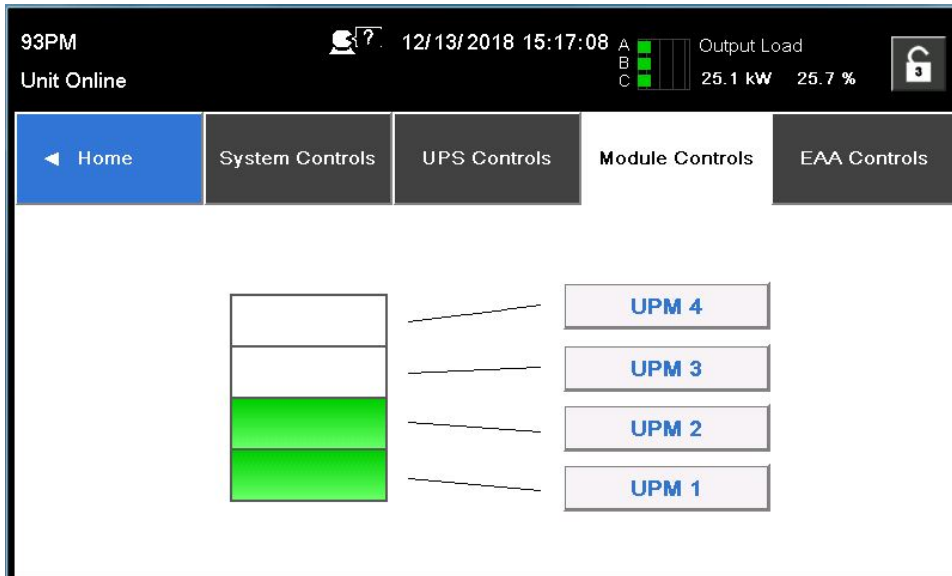 93PM
?
12/13/2018 15:17:08
A
B
C
Output Load
25.1 kW 25.7 %
3
Unit Online
◄ Home
System Controls
UPS Controls
Module Controls
EAA Controls
UPM 4
UPM 3
UPM 2
UPM 1